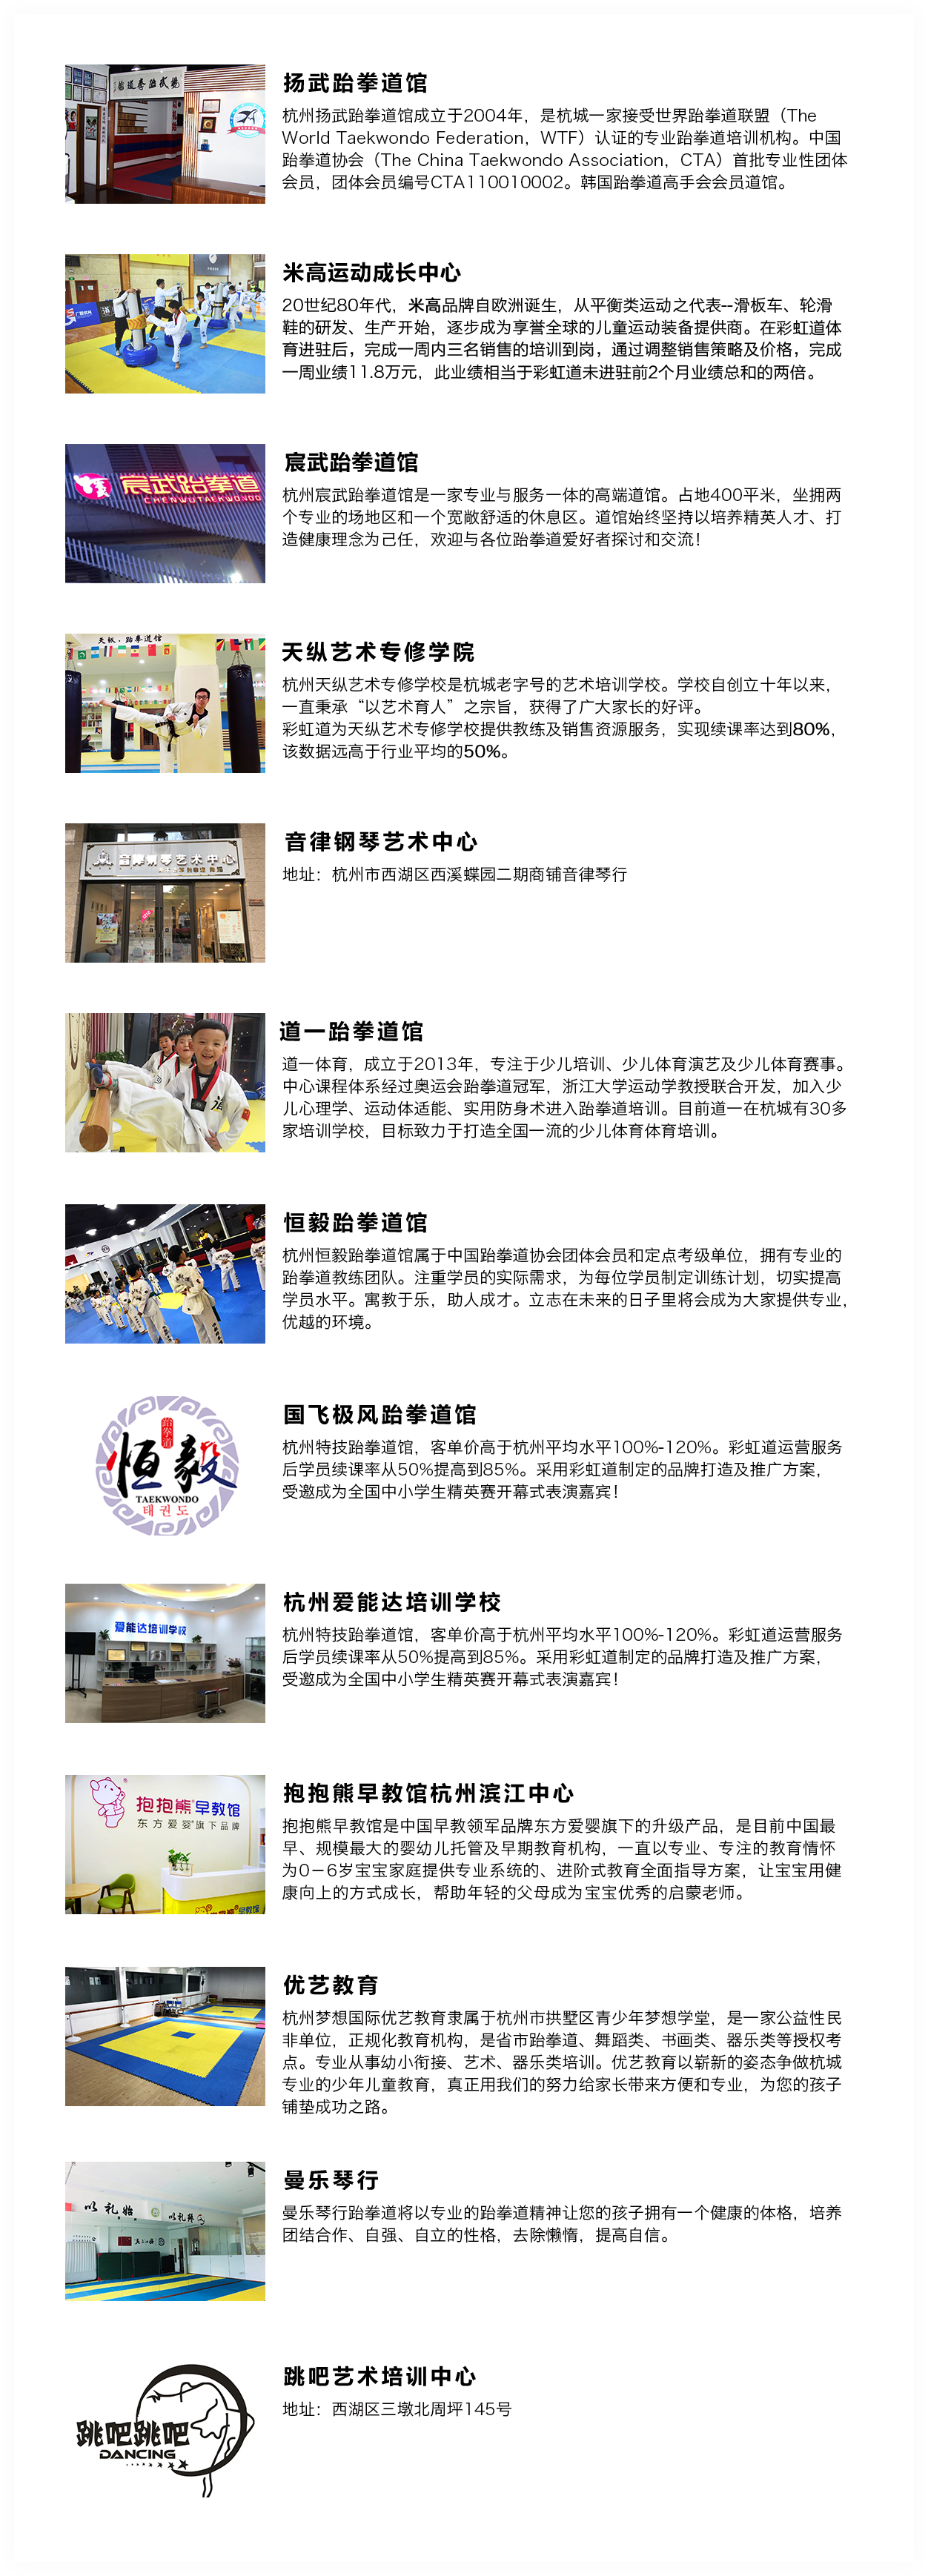 扬武跆拳道馆
杭州扬武跆拳道馆成立于2004年，是杭城一家接受世界跆拳道联盟（The
World Taekwondo Federation，WTF）认证的专业跆拳道培训机构。中国
跆拳道协会（The China Taekwondo Association，CTA）首批专业性团体
会员，团体会员编号CTA110010002。韩国跆拳道高手会会员道馆。
米高运动成长中心
20世纪80年代，米高品牌自欧洲诞生，从平衡类运动之代表--滑板车、轮滑
鞋的研发、生产开始，逐步成为享誉全球的儿童运动装备提供商。在彩虹道体
育进驻后，完成一周内三名销售的培训到岗，通过调整销售策略及价格，完成
一周业绩11.8万元，此业绩相当于彩虹道未进驻前2个月业绩总和的两倍。
宸武跆拳道
CHENWUTAEKWONDO
宸武跆拳道馆
杭州宸武跆拳道馆是一家专业与服务一体的高端道馆。占地400平米，坐拥两
个专业的场地区和一个宽敞舒适的休息区。道馆始终坚持以培养精英人才、打
造健康理念为己任，欢迎与各位跆拳道爱好者探讨和交流！
天纵·跆拳道馆
天纵艺术专修学院
杭州天纵艺术专修学校是杭城老字号的艺术培训学校。学校自创立十年以来，
一直秉承“以艺术育人”之宗旨，获得了广大家长的好评。
彩虹道为天纵艺术专修学校提供教练及销售资源服务，实现续课率达到80%，
该数据远高于行业平均的50%。
音律钢琴艺术中心
音律钢琴艺术中心
地址：杭州市西湖区西溪蝶园二期商铺音律琴行
道一跆拳道馆
道一体育，成立于2013年，专注于少儿培训、少儿体育演艺及少儿体育赛事。
中心课程体系经过奥运会跆拳道冠军，浙江大学运动学教授联合开发，加入少
儿心理学、运动体适能、实用防身术进入跆拳道培训。目前道一在杭城有30多
家培训学校，目标致力于打造全国一流的少儿体育体育培训。
恒毅跆拳道馆
杭州恒毅跆拳道馆属于中国跆拳道协会团体会员和定点考级单位，拥有专业的
跆拳道教练团队。注重学员的实际需求，为每位学员制定训练计划，切实提高
学员水平。寓教于乐，助人成才。立志在未来的日子里将会成为大家提供专业，
优越的环境。
跆拳道
恒毅
TAEKWONDO
태권도
国飞极风跆拳道馆
杭州特技跆拳道馆，客单价高于杭州平均水平100%-120%。彩虹道运营服务
后学员续课率从50%提高到85%。采用彩虹道制定的品牌打造及推广方案，
受邀成为全国中小学生精英赛开幕式表演嘉宾！
爱能达培训学校
杭州爱能达培训学校
杭州特技跆拳道馆，客单价高于杭州平均水平100%-120%。彩虹道运营服务
后学员续课率从50%提高到85%。采用彩虹道制定的品牌打造及推广方案，
受邀成为全国中小学生精英赛开幕式表演嘉宾！
抱抱熊®早教馆
东方爱婴®旗下品牌
抱抱熊早教馆杭州滨江中心
抱抱熊早教馆是中国早教领军品牌东方爱婴旗下的升级产品，是目前中国最
早、规模最大的婴幼儿托管及早期教育机构，一直以专业、专注的教育情怀
为0－6岁宝宝家庭提供专业系统的、进阶式教育全面指导方案，让宝宝用健
康向上的方式成长，帮助年轻的父母成为宝宝优秀的启蒙老师。
优艺教育
杭州梦想国际优艺教育隶属于杭州市拱墅区青少年梦想学堂，是一家公益性民
非单位，正规化教育机构，是省市跆拳道、舞蹈类、书画类、器乐类等授权考
点。专业从事幼小衔接、艺术、器乐类培训。优艺教育以崭新的姿态争做杭城
专业的少年儿童教育，真正用我们的努力给家长带来方便和专业，为您的孩子
铺垫成功之路。
曼乐琴行
曼乐琴行跆拳道将以专业的跆拳道精神让您的孩子拥有一个健康的体格，培养
团结合作、自强、自立的性格，去除懒惰，提高自信。
跳吧跳吧
DANCING
跳吧艺术培训中心
地址：西湖区三墩北周坪145号